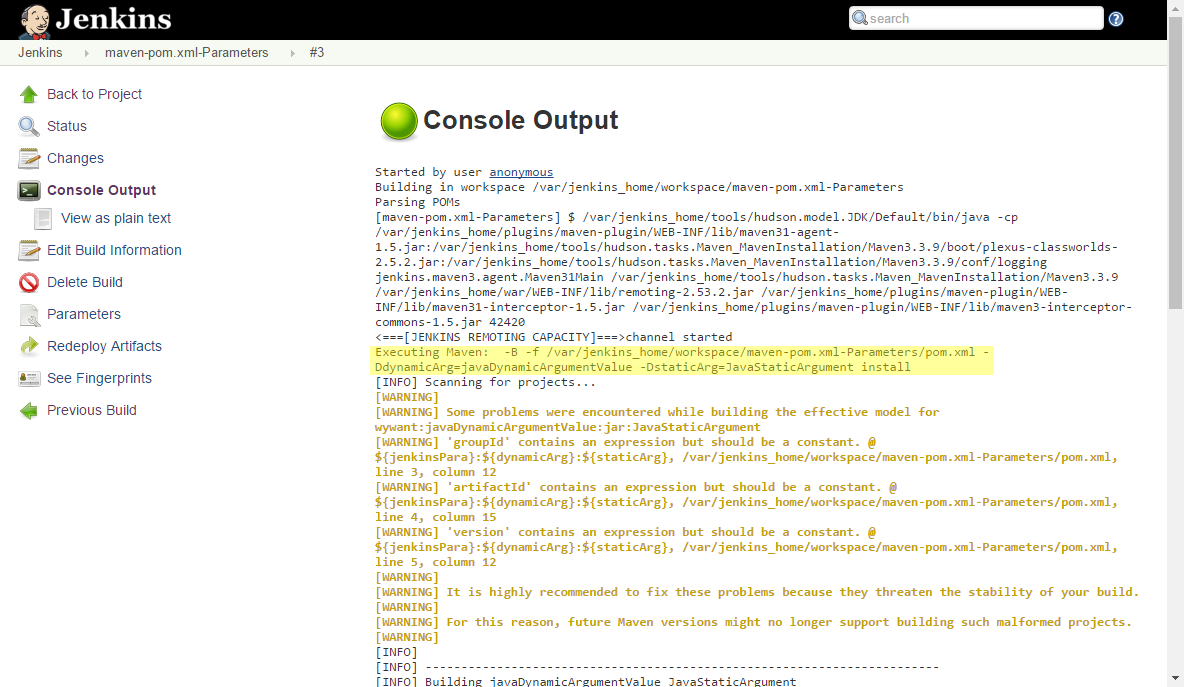 Jenkins
search
?
Jenkins
maven-pom.xml-Parameters
#3
Back to Project
Status
Changes
Console Output
View as plain text
Edit Build Information
Delete Build
Parameters
Redeploy Artifacts
See Fingerprints
Previous Build
Console Output
Started by user anonymous
Building in workspace /var/jenkins_home/workspace/maven-pom.xml-Parameters
Parsing POMs
[maven-pom.xml-Parameters] $ /var/jenkins_home/tools/hudson.model.JDK/Default/bin/java -cp
/var/jenkins_home/plugins/maven-plugin/WEB-INF/lib/maven31-agent-
1.5.jar:/var/jenkins_home/tools/hudson.tasks.Maven_MavenInstallation/Maven3.3.9/boot/plexus-classworlds-
2.5.2.jar:/var/jenkins_home/tools/hudson.tasks.Maven_MavenInstallation/Maven3.3.9/conf/logging
jenkins.maven3.agent.Maven31Main /var/jenkins_home/tools/hudson.tasks.Maven_MavenInstallation/Maven3.3.9
/var/jenkins_home/war/WEB-INF/lib/remoting-2.53.2.jar /var/jenkins_home/plugins/maven-plugin/WEB-
INF/lib/maven31-interceptor-1.5.jar /var/jenkins_home/plugins/maven-plugin/WEB-INF/lib/maven3-interceptor-
commons-1.5.jar 42420
<===[JENKINS REMOTING CAPACITY]===>channel started
Executing Maven:  -B -f /var/jenkins_home/workspace/maven-pom.xml-Parameters/pom.xml -
DdynamicArg=javaDynamicArgumentValue -DstaticArg=JavaStaticArgument install
[INFO] Scanning for projects...
[WARNING]
[WARNING] Some problems were encountered while building the effective model for
wywant:javaDynamicArgumentValue:jar:JavaStaticArgument
[WARNING] 'groupId' contains an expression but should be a constant. @
${jenkinsPara}:${dynamicArg}:${staticArg}, /var/jenkins_home/workspace/maven-pom.xml-Parameters/pom.xml,
line 3, column 12
[WARNING] 'artifactId' contains an expression but should be a constant. @
${jenkinsPara}:${dynamicArg}:${staticArg}, /var/jenkins_home/workspace/maven-pom.xml-Parameters/pom.xml,
line 4, column 15
[WARNING] 'version' contains an expression but should be a constant. @
${jenkinsPara}:${dynamicArg}:${staticArg}, /var/jenkins_home/workspace/maven-pom.xml-Parameters/pom.xml,
line 5, column 12
[WARNING]
[WARNING] It is highly recommended to fix these problems because they threaten the stability of your build.
[WARNING]
[WARNING] For this reason, future Maven versions might no longer support building such malformed projects.
[WARNING]
[INFO]
[INFO] ------------------------------------------------------------------------
[INFO] Building javaDynamicArgumentValue JavaStaticArgument